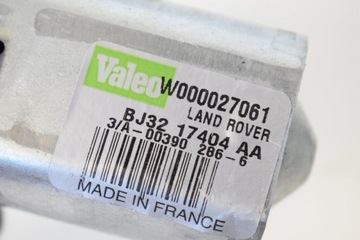 Valeo W000027061
LAND ROVER
BJ32 17404 AA
3/A-00390 286-6
MADE IN FRANCE